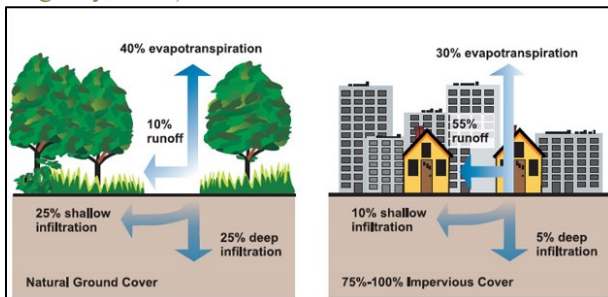 40% evapotranspiration
10%
runoff
25% shallow
infiltration
25% deep
infiltration
Natural Ground Cover
30% evapotranspiration
55%
runoff
10% shallow
infiltration
5% deep
infiltration
75%-100% Impervious Cover